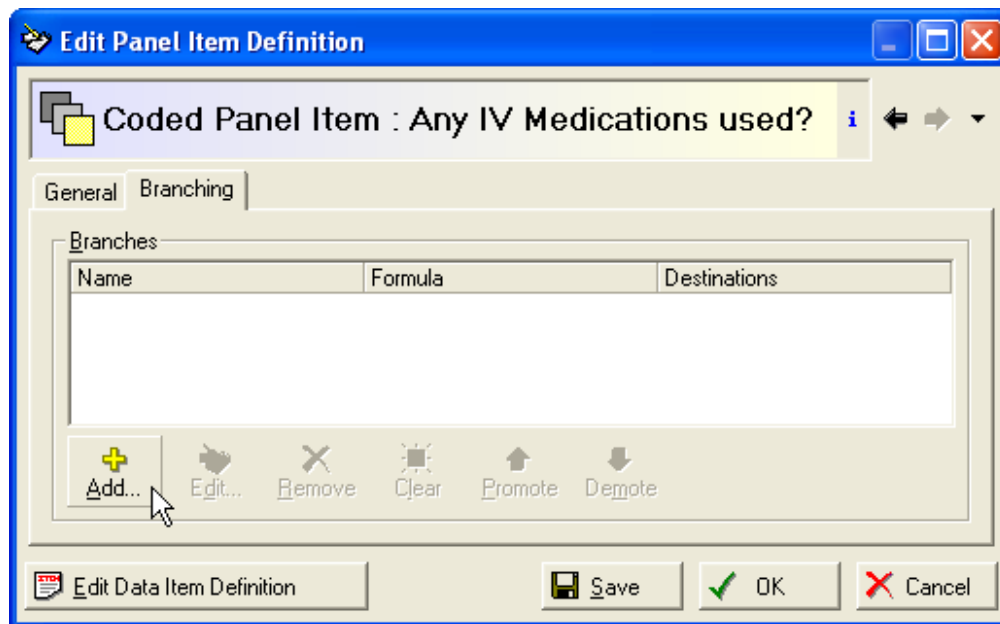 Edit Panel Item Definition
Coded Panel Item : Any IV Medications used? i
General Branching
Branches
Name Formula Destinations
Add... Edit... Remove Clear Promote Demote
Edit Data Item Definition Save OK Cancel